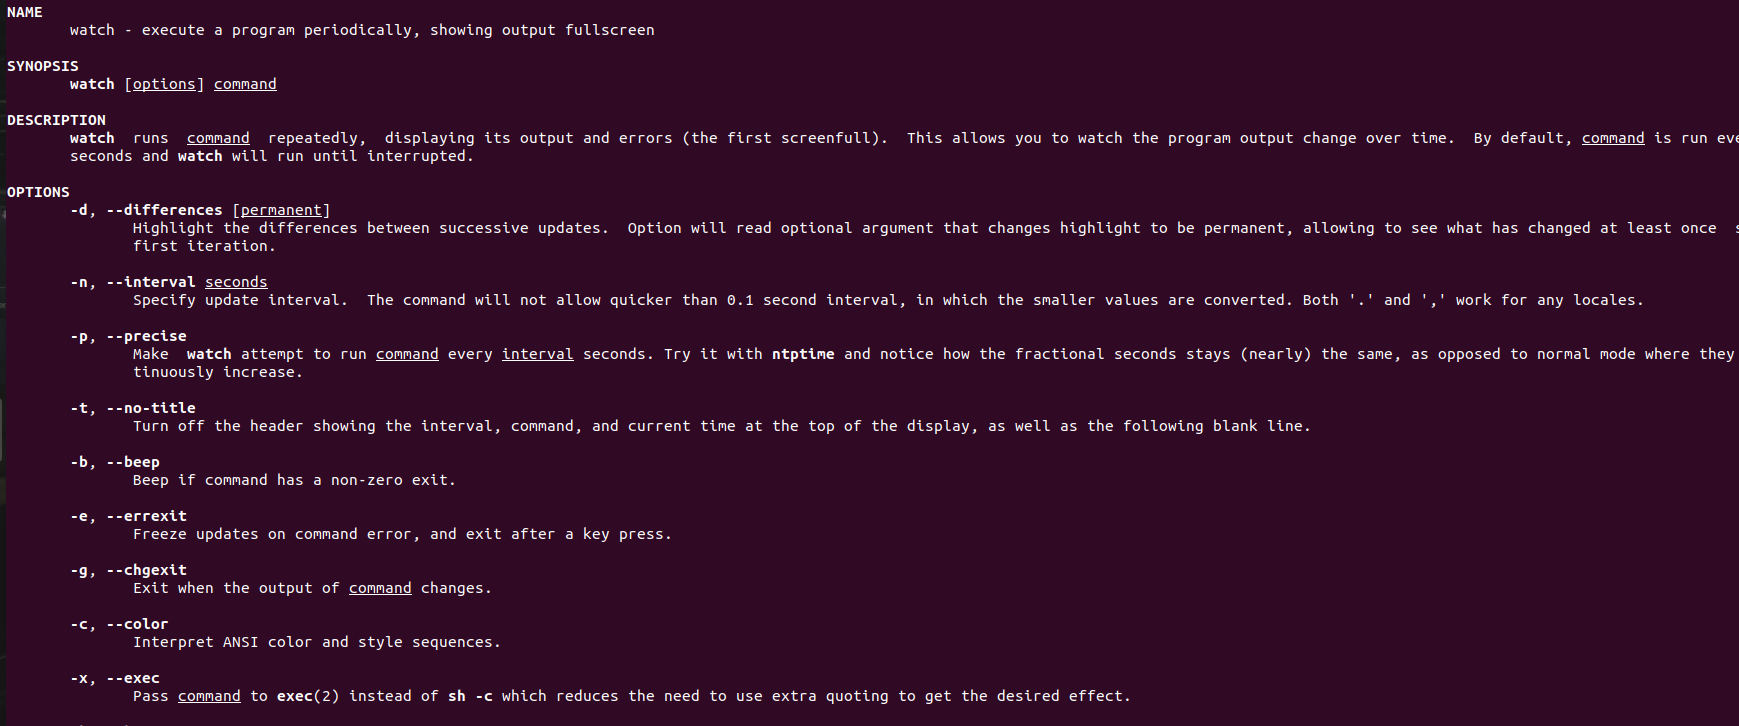 NAME
watch - execute a program periodically, showing output fullscreen
SYNOPSIS
watch [options] command
DESCRIPTION
watch runs command repeatedly, displaying its output and errors (the first screenfull). This allows you to watch the program output change over time. By default, command is run
seconds and watch will run until interrupted.
OPTIONS
-d, --differences [permanent]
Highlight the differences between successive updates. Option will read optional argument that changes highlight to be permanent, allowing to see what has changed at least once
first iteration.
-n, --interval seconds
Specify update interval. The command will not allow quicker than 0.1 second interval, in which the smaller values are converted. Both '.' and ',' work for any locales.
-p, --precise
Make watch attempt to run command every interval seconds. Try it with ntptime and notice how the fractional seconds stays (nearly) the same, as opposed to normal mode where they
tinuously increase.
-t, --no-title
Turn off the header showing the interval, command, and current time at the top of the display, as well as the following blank line.
-b, --beep
Beep if command has a non-zero exit.
-e, --errexit
Freeze updates on command error, and exit after a key press.
-g, --chgexit
Exit when the output of command changes.
-c, --color
Interpret ANSI color and style sequences.
-x, --exec
Pass command to exec(2) instead of sh -c which reduces the need to use extra quoting to get the desired effect.